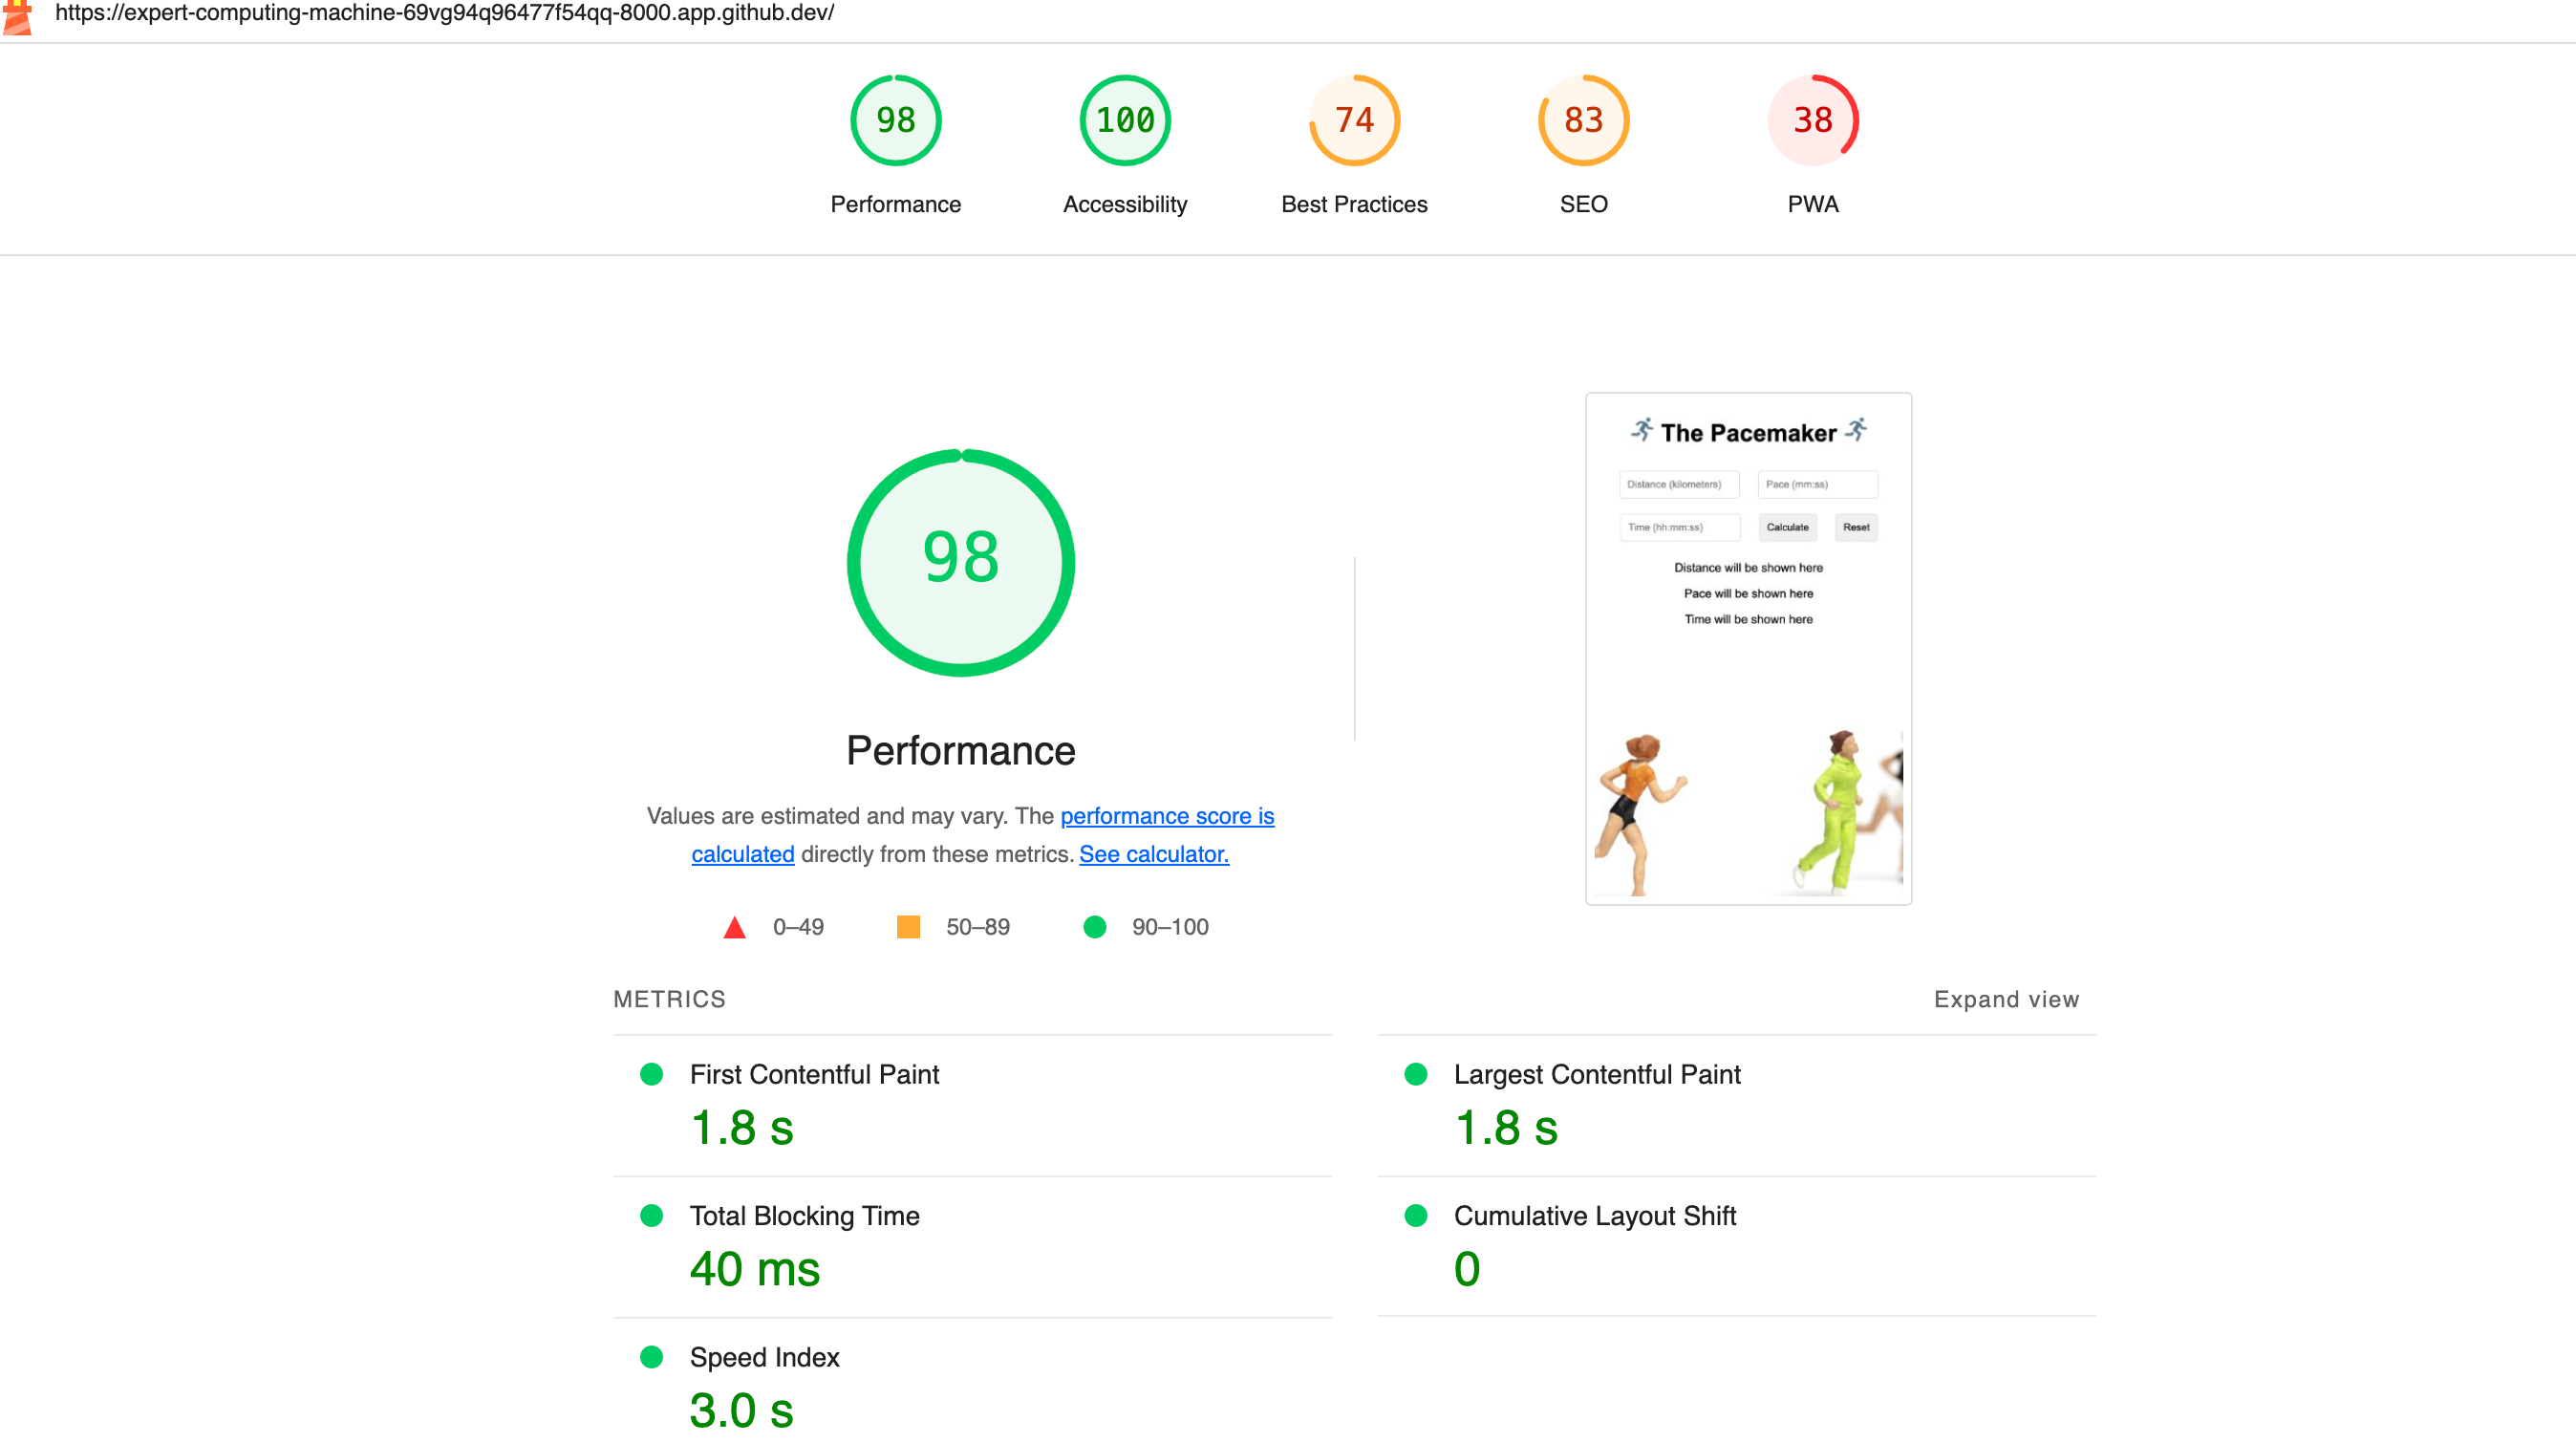 https://expert-computing-machine-69vg94q96477f54qq-8000.app.github.dev/
98 100 74 83 38
Performance Accessibility Best Practices SEO PWA
98
Performance
Values are estimated and may vary. The performance score is
calculated directly from these metrics. See calculator.
0–49 50–89 90–100
The Pacemaker
Distance (kilometers) Pace (mm:ss)
Time (hh:mm:ss) Calculate Reset
Distance will be shown here
Pace will be shown here
Time will be shown here
METRICS Expand view
First Contentful Paint
1.8 s
Largest Contentful Paint
1.8 s
Total Blocking Time
40 ms
Cumulative Layout Shift
0
Speed Index
3.0 s